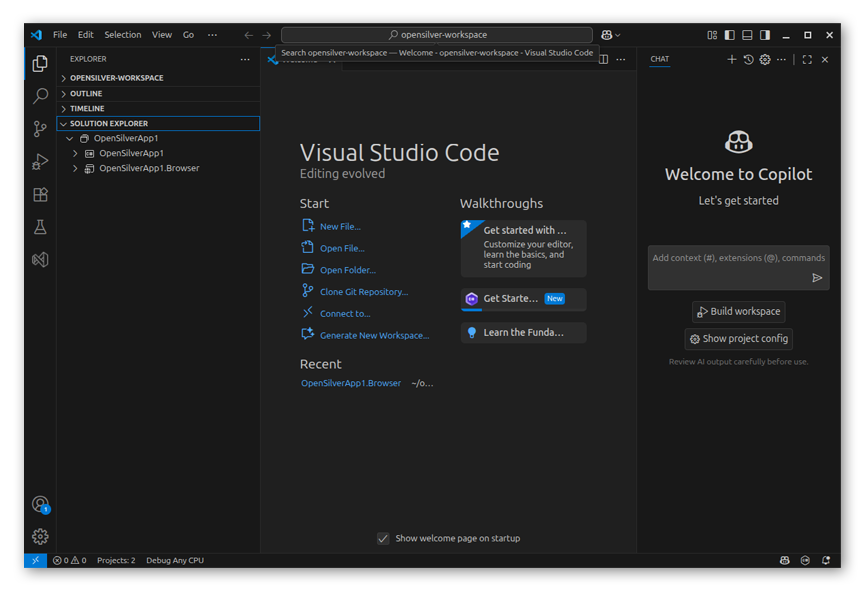 File Edit Selection View Go ···
opensilver-workspace
Search opensilver-workspace — Welcome - opensilver-workspace - Visual Studio Code
EXPLORER
OPENSILVER-WORKSPACE
OUTLINE
TIMELINE
SOLUTION EXPLORER
OpenSilverApp1
OpenSilverApp1
OpenSilverApp1.Browser
Visual Studio Code
Editing evolved
Start
New File...
Open File...
Open Folder...
Clone Git Repository...
Connect to...
Generate New Workspace...
Recent
OpenSilverApp1.Browser ~/o...
Walkthroughs
Get started with ...
Customize your editor,
learn the basics, and
start coding
Get Starte... New
Learn the Funda...
Show welcome page on startup
CHAT
Welcome to Copilot
Let's get started
Add context (#), extensions (@), commands
Build workspace
Show project config
Review AI output carefully before use.
1
0 0 Projects: 2 Debug Any CPU